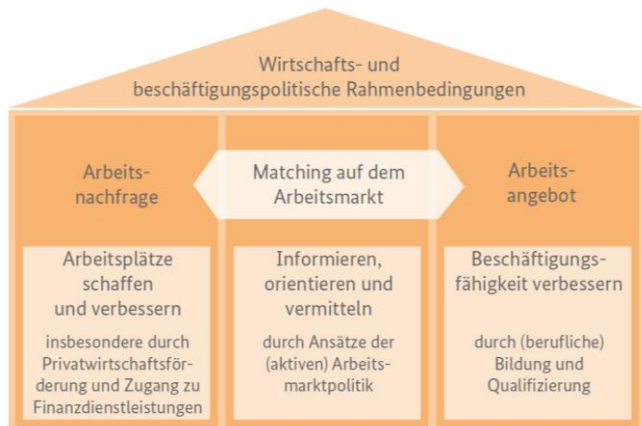 Wirtschafts- und
beschäftigungspolitische Rahmenbedingungen
Arbeits-
nachfrage
Matching auf dem
Arbeitsmarkt
Arbeits-
angebot
Arbeitsplätze
schaffen
und verbessern
insbesondere durch
Privatwirtschaftsför-
derung und Zugang zu
Finanzdienstleistungen
Informieren,
orientieren und
vermitteln
durch Ansätze der
(aktiven) Arbeits-
marktpolitik
Beschäftigungs-
fähigkeit verbessern
durch (berufliche)
Bildung und
Qualifizierung